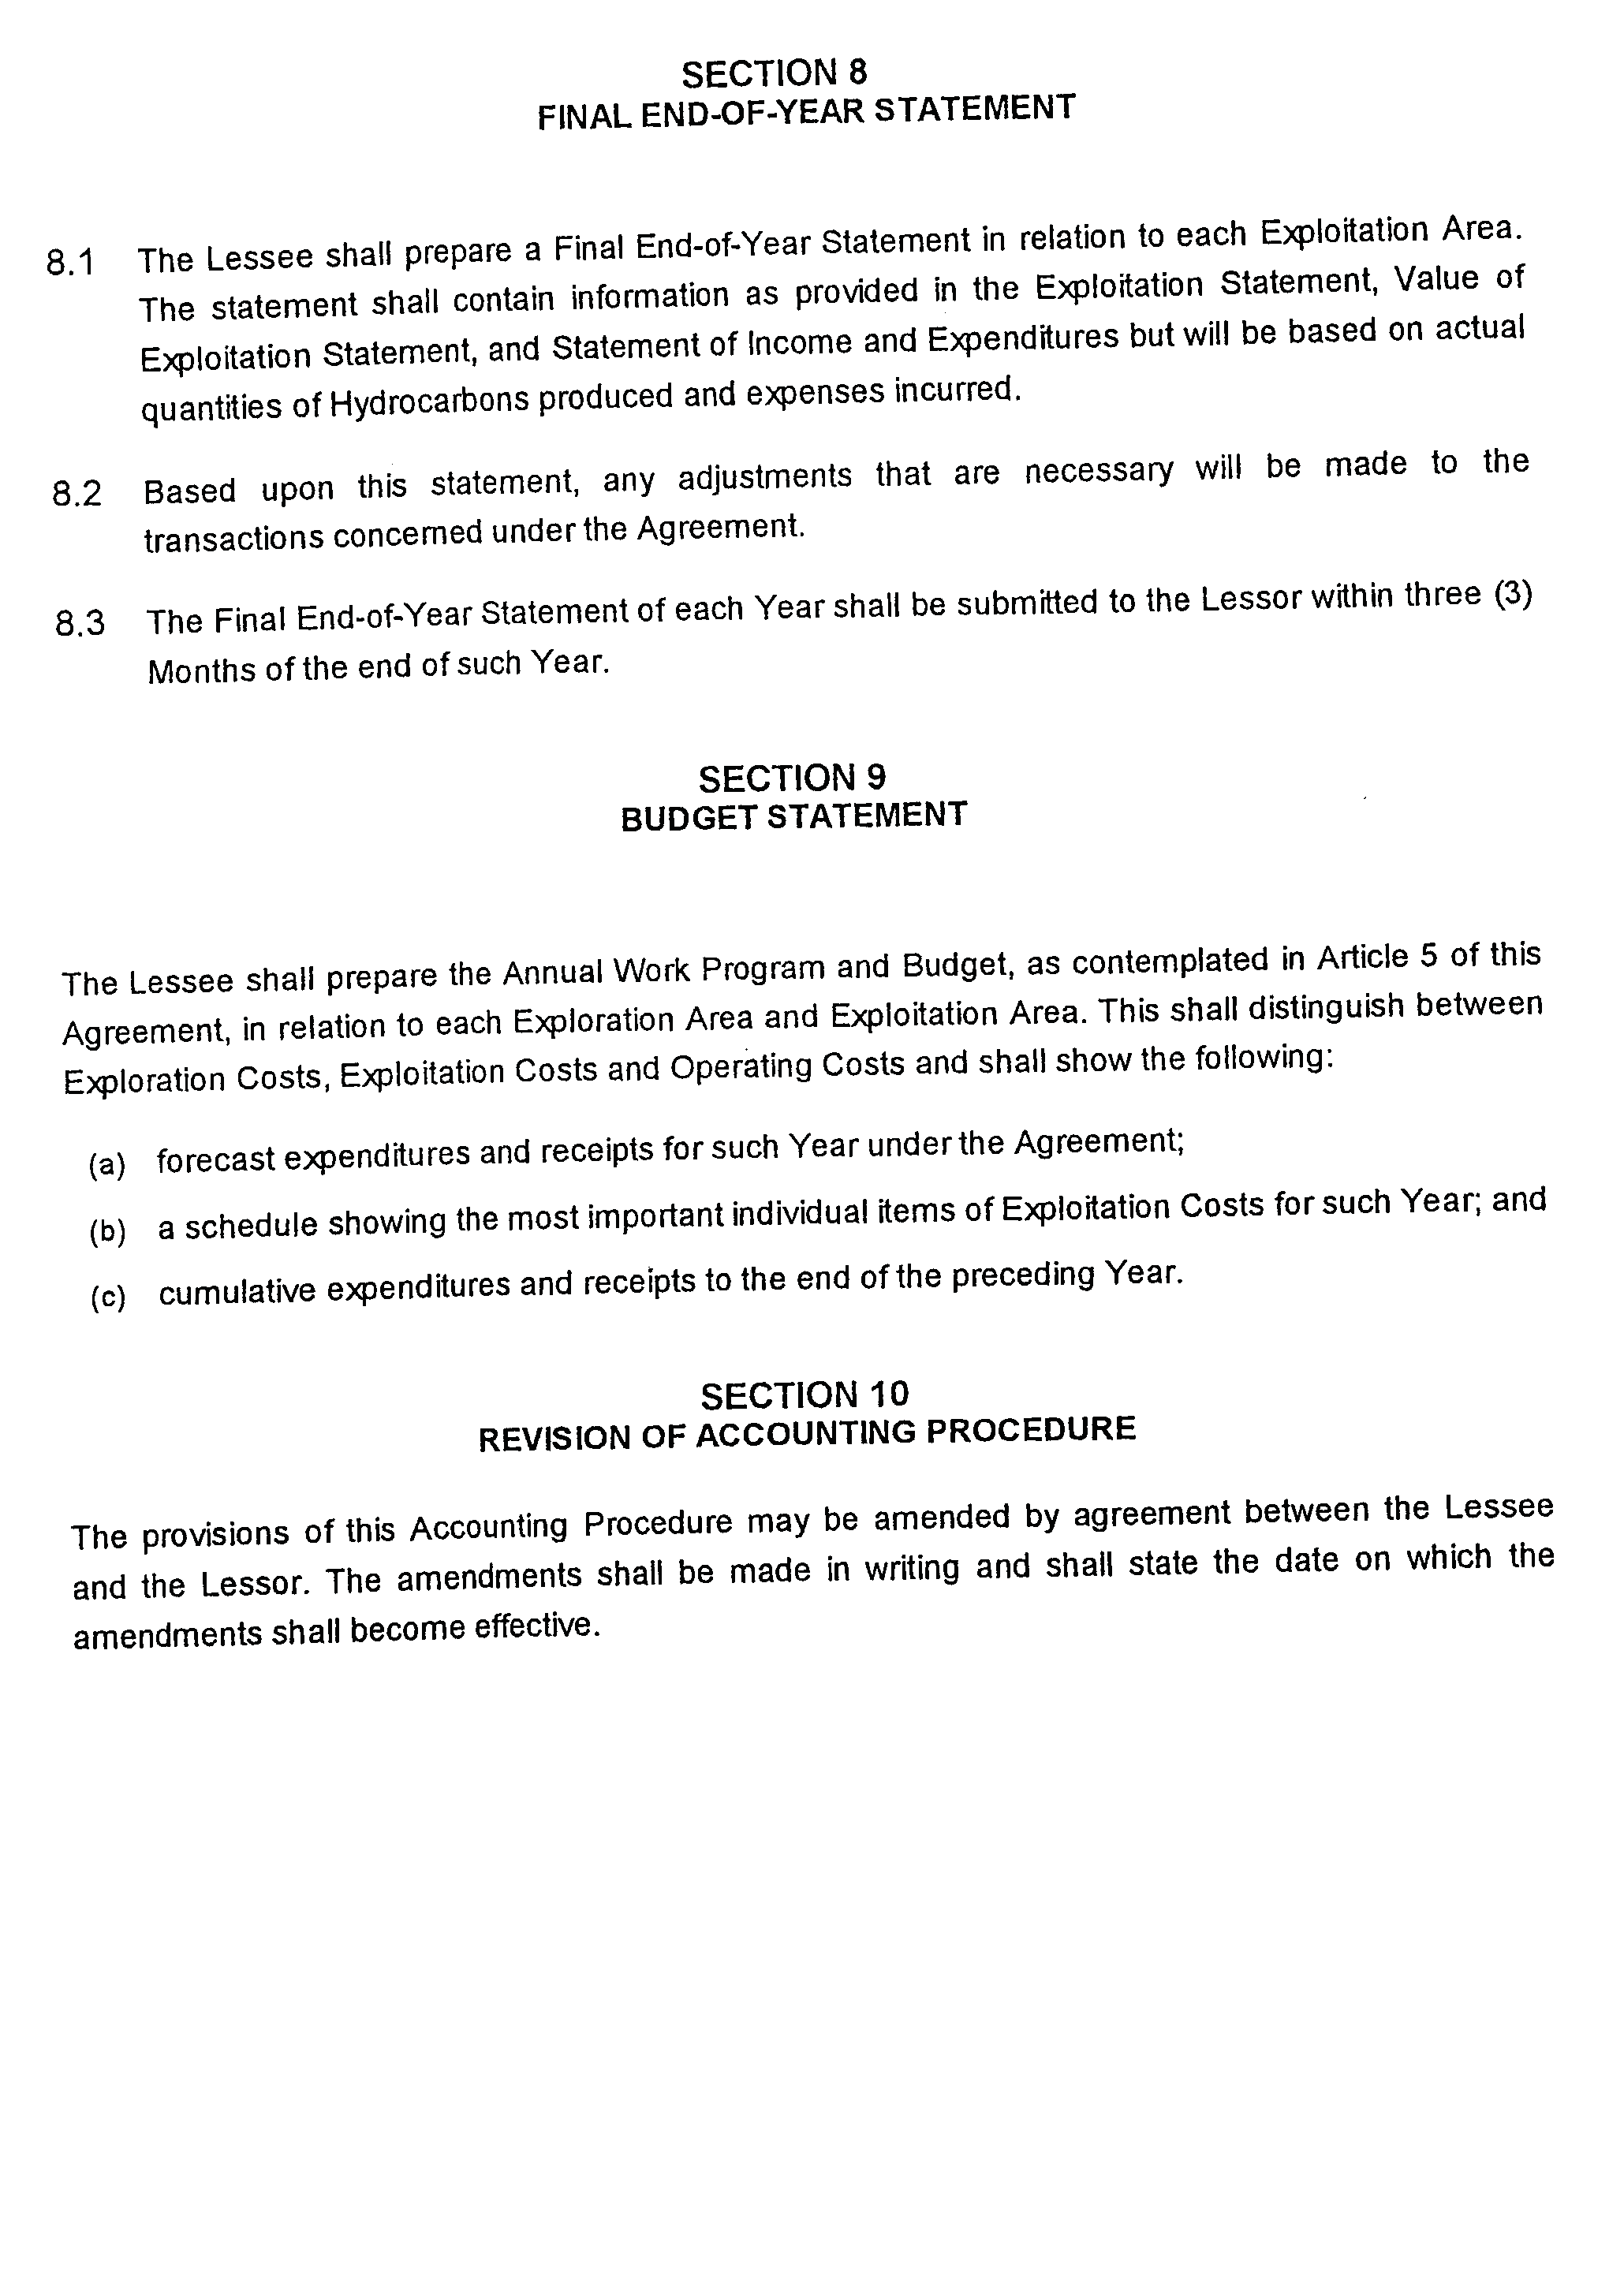 SECTION 8
FINAL END-OF-YEAR STATEMENT
8.1 The Lessee shall prepare a Final End-of-Year Statement in relation to each Exploitation Area.
The statement shall contain information as provided in the Exploitation Statement, Value of
Exploitation Statement, and Statement of Income and Expenditures but will be based on actual
quantities of Hydrocarbons produced and expenses incurred.
8.2 Based upon this statement, any adjustments that are necessary will be made to the
transactions concerned under the Agreement.
8.3 The Final End-of-Year Statement of each Year shall be submitted to the Lessor within three (3)
Months of the end of such Year.
SECTION 9
BUDGET STATEMENT
The Lessee shall prepare the Annual Work Program and Budget, as contemplated in Article 5 of this
Agreement, in relation to each Exploration Area and Exploitation Area. This shall distinguish between
Exploration Costs, Exploitation Costs and Operating Costs and shall show the following:
(a) forecast expenditures and receipts for such Year under the Agreement;
(b) a schedule showing the most important individual items of Exploitation Costs for such Year; and
(c) cumulative expenditures and receipts to the end of the preceding Year.
SECTION 10
REVISION OF ACCOUNTING PROCEDURE
The provisions of this Accounting Procedure may be amended by agreement between the Lessee
and the Lessor. The amendments shall be made in writing and shall state the date on which the
amendments shall become effective.